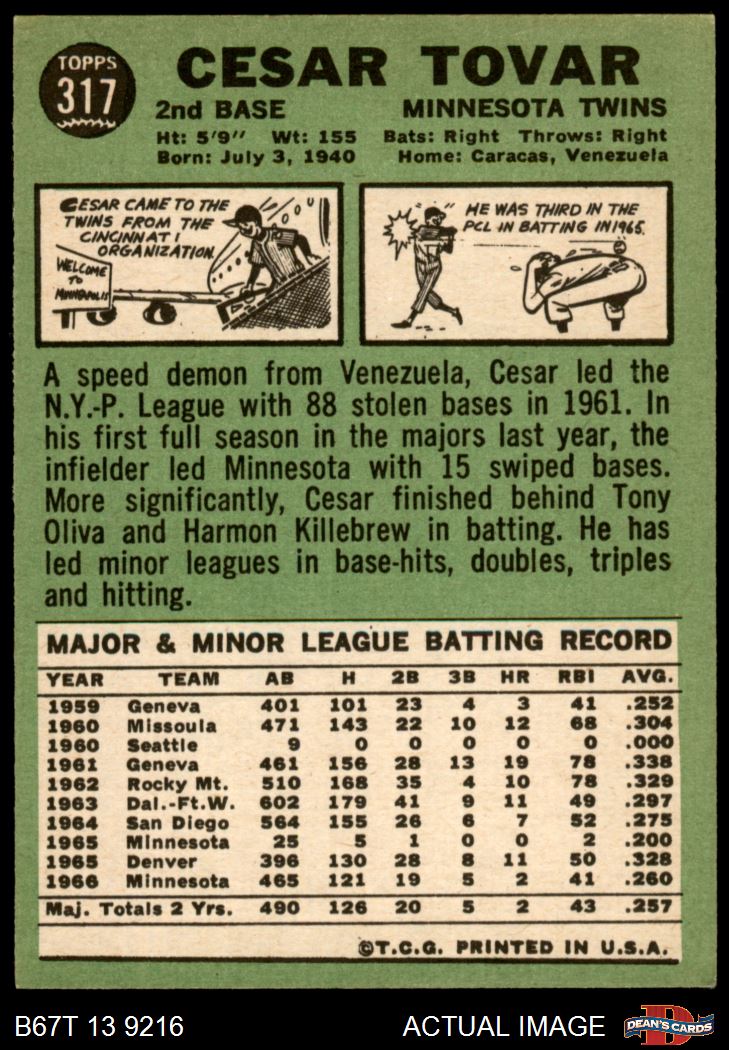 TOPPS
317
CESAR TOVAR
2nd BASE MINNESOTA TWINS
Ht: 5'9" Wt: 155 Bats: Right Throws: Right
Born: July 3, 1940 Home: Caracas, Venezuela
CESAR CAME TO THE
TWINS FROM THE
CINCINNATI
ORGANIZATION.
WELCOME
TO
MINNEAPOLIS
HE WAS THIRD IN THE
PCL IN BATTING IN 1965.
A speed demon from Venezuela, Cesar led the
N.Y.-P. League with 88 stolen bases in 1961. In
his first full season in the majors last year, the
infielder led Minnesota with 15 swiped bases.
More significantly, Cesar finished behind Tony
Oliva and Harmon Killebrew in batting. He has
led minor leagues in base-hits, doubles, triples
and hitting.
MAJOR & MINOR LEAGUE BATTING RECORD
YEAR TEAM AB H 2B 3B HR RBI AVG.
1959 Geneva 401 101 23 4 3 41 .252
1960 Missoula 471 143 22 10 12 68 .304
1960 Seattle 9 0 0 0 0 0 .000
1961 Geneva 461 156 28 13 19 78 .338
1962 Rocky Mt. 510 168 35 4 10 78 .329
1963 Dal.-Ft.W. 602 179 41 9 11 49 .297
1964 San Diego 564 155 26 6 7 52 .275
1965 Minnesota 25 5 1 0 0 2 .200
1965 Denver 396 130 28 8 11 50 .328
1966 Minnesota 465 121 19 5 2 41 .260
Maj. Totals 2 Yrs. 490 126 20 5 2 43 .257
©T.C.G. PRINTED IN U.S.A.
B67T 13 9216 ACTUAL IMAGE
DEAN'S CARDS